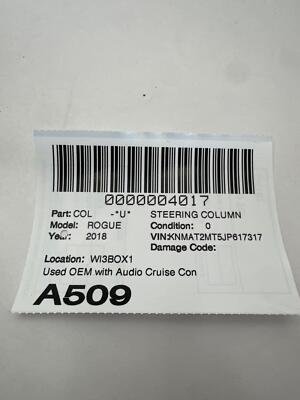 0000004017
Part: COL -*U* STEERING COLUMN
Model: ROGUE Condition: 0
Year: 2018 VIN:KNMAT2MT5JP617317
Damage Code:
Location: WI3BOX1
Used OEM with Audio Cruise Con
A509